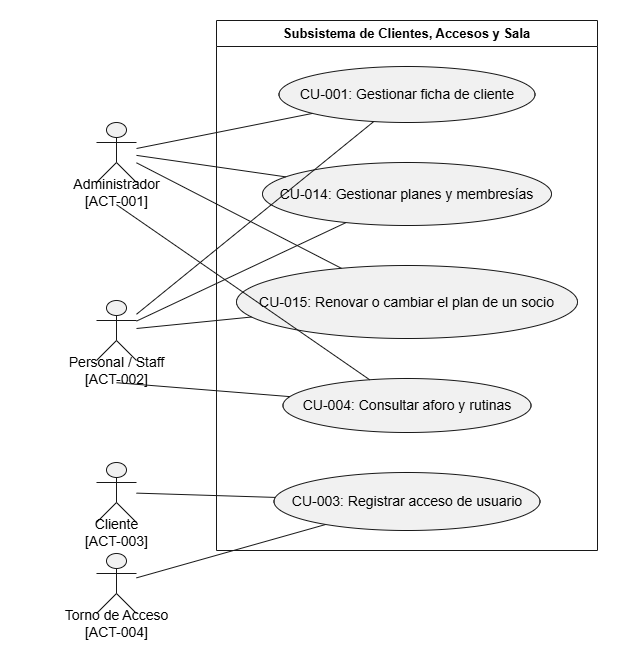 Subsistema de Clientes, Accesos y Sala
CU-001: Gestionar ficha de cliente
Administrador
[ACT-001]
CU-014: Gestionar planes y membresías
CU-015: Renovar o cambiar el plan de un socio
Personal / Staff
[ACT-002]
CU-004: Consultar aforo y rutinas
Cliente
[ACT-003]
CU-003: Registrar acceso de usuario
Torno de Acceso
[ACT-004]